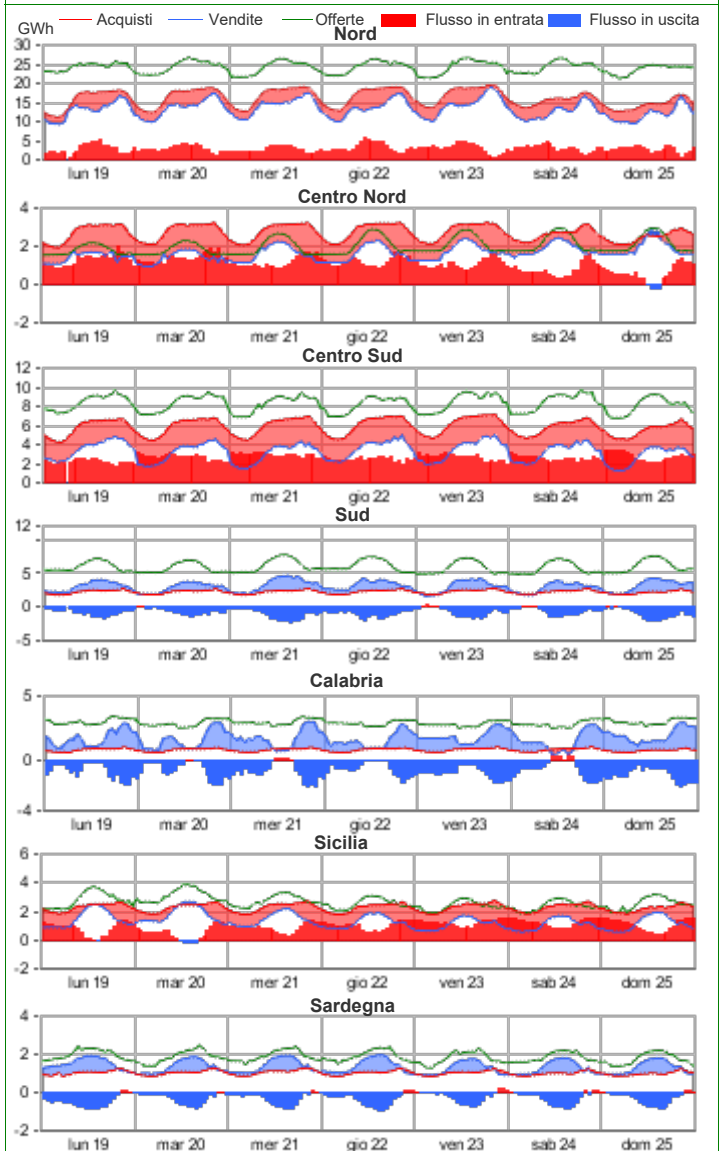 Acquisti Vendite Offerte Flusso in entrata Flusso in uscita
GWh
Nord
30
25
20
15
10
5
0
lun 19 mar 20 mer 21 gio 22 ven 23 sab 24 dom 25
Centro Nord
4
2
0
-2
lun 19 mar 20 mer 21 gio 22 ven 23 sab 24 dom 25
Centro Sud
12
10
8
6
4
2
0
lun 19 mar 20 mer 21 gio 22 ven 23 sab 24 dom 25
Sud
12
5
0
-5
lun 19 mar 20 mer 21 gio 22 ven 23 sab 24 dom 25
Calabria
5
0
-4
lun 19 mar 20 mer 21 gio 22 ven 23 sab 24 dom 25
Sicilia
6
4
2
0
-2
lun 19 mar 20 mer 21 gio 22 ven 23 sab 24 dom 25
Sardegna
4
2
0
-2
lun 19 mar 20 mer 21 gio 22 ven 23 sab 24 dom 25